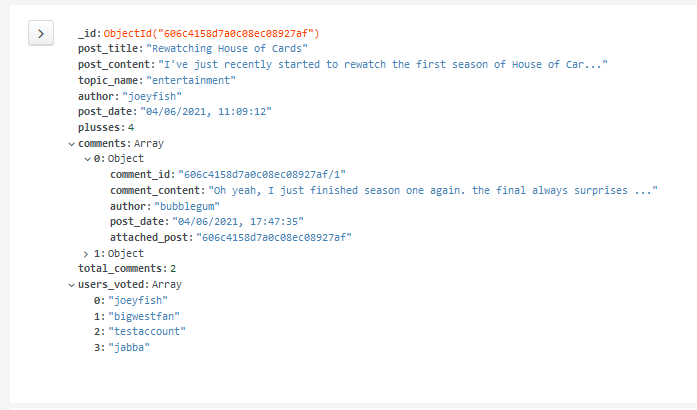 _id: ObjectId("606c4158d7a0c08ec08927af")
post_title: "Rewatching House of Cards"
post_content: "I've just recently started to rewatch the first season of House of Car..."
topic_name: "entertainment"
author: "joeyfish"
post_date: "04/06/2021, 11:09:12"
plusses: 4
comments: Array
0: Object
comment_id: "606c4158d7a0c08ec08927af/1"
comment_content: "Oh yeah, I just finished season one again. the final always surprises ..."
author: "bubblegum"
post_date: "04/06/2021, 17:47:35"
attached_post: "606c4158d7a0c08ec08927af"
1: Object
total_comments: 2
users_voted: Array
0: "joeyfish"
1: "bigwestfan"
2: "testaccount"
3: "jabba"